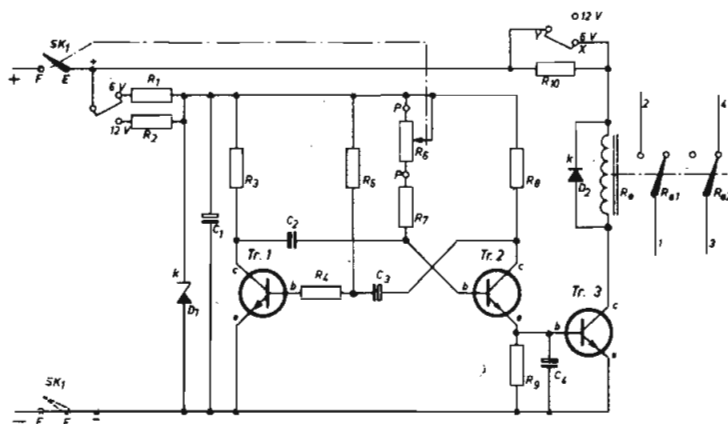 12 V
SK1
Y
6 V
X
+
F
E
+
R1
R10
6 V
12 V
R2
P
2
4
R3
R5
R6
R8
k
D2
Re
Re1
Re2
P
R7
C1
C2
1
3
Tr. 1
Tr. 2
k
D1
c
R4
C3
c
Tr. 3
b
b
c
e
e
b
SK1
R9
C4
e
-
F
E
-